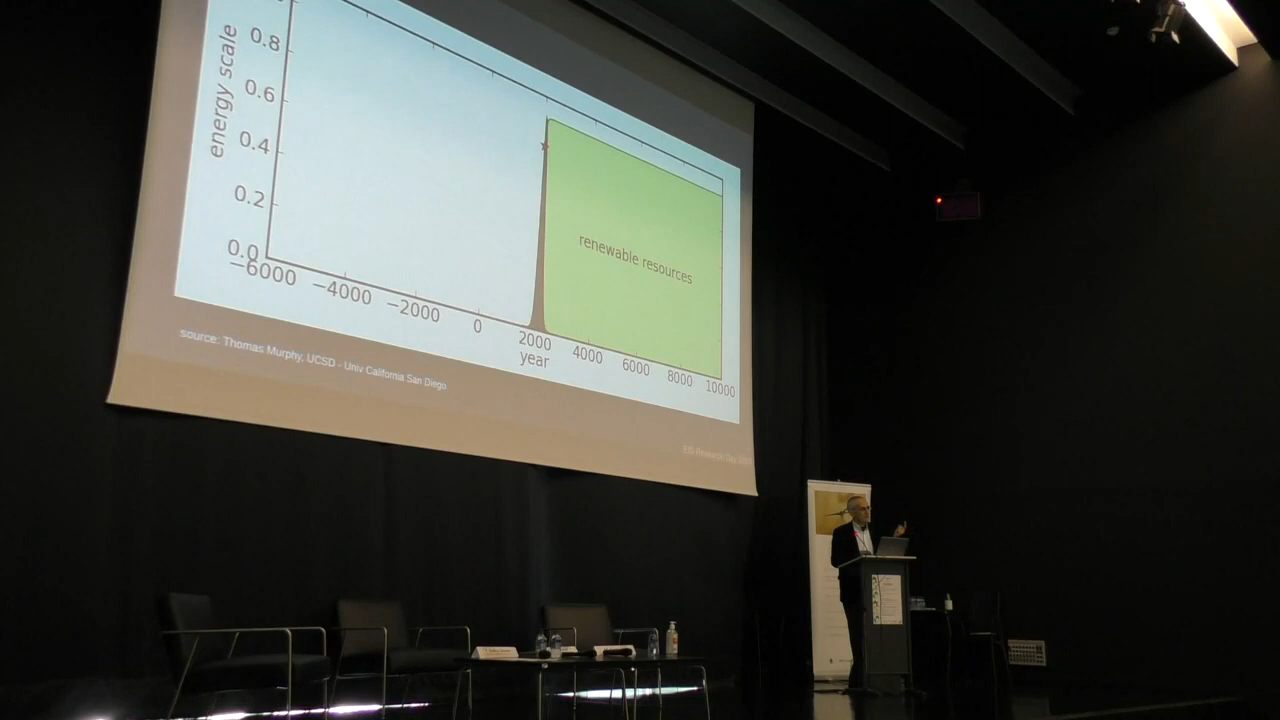 energy scale
0.8
0.6
0.4
0.2
0.0
−6000 −4000 −2000 0 2000 4000 6000 8000 10000
year
renewable resources
source: Thomas Murphy, UCSD - Univ California San Diego